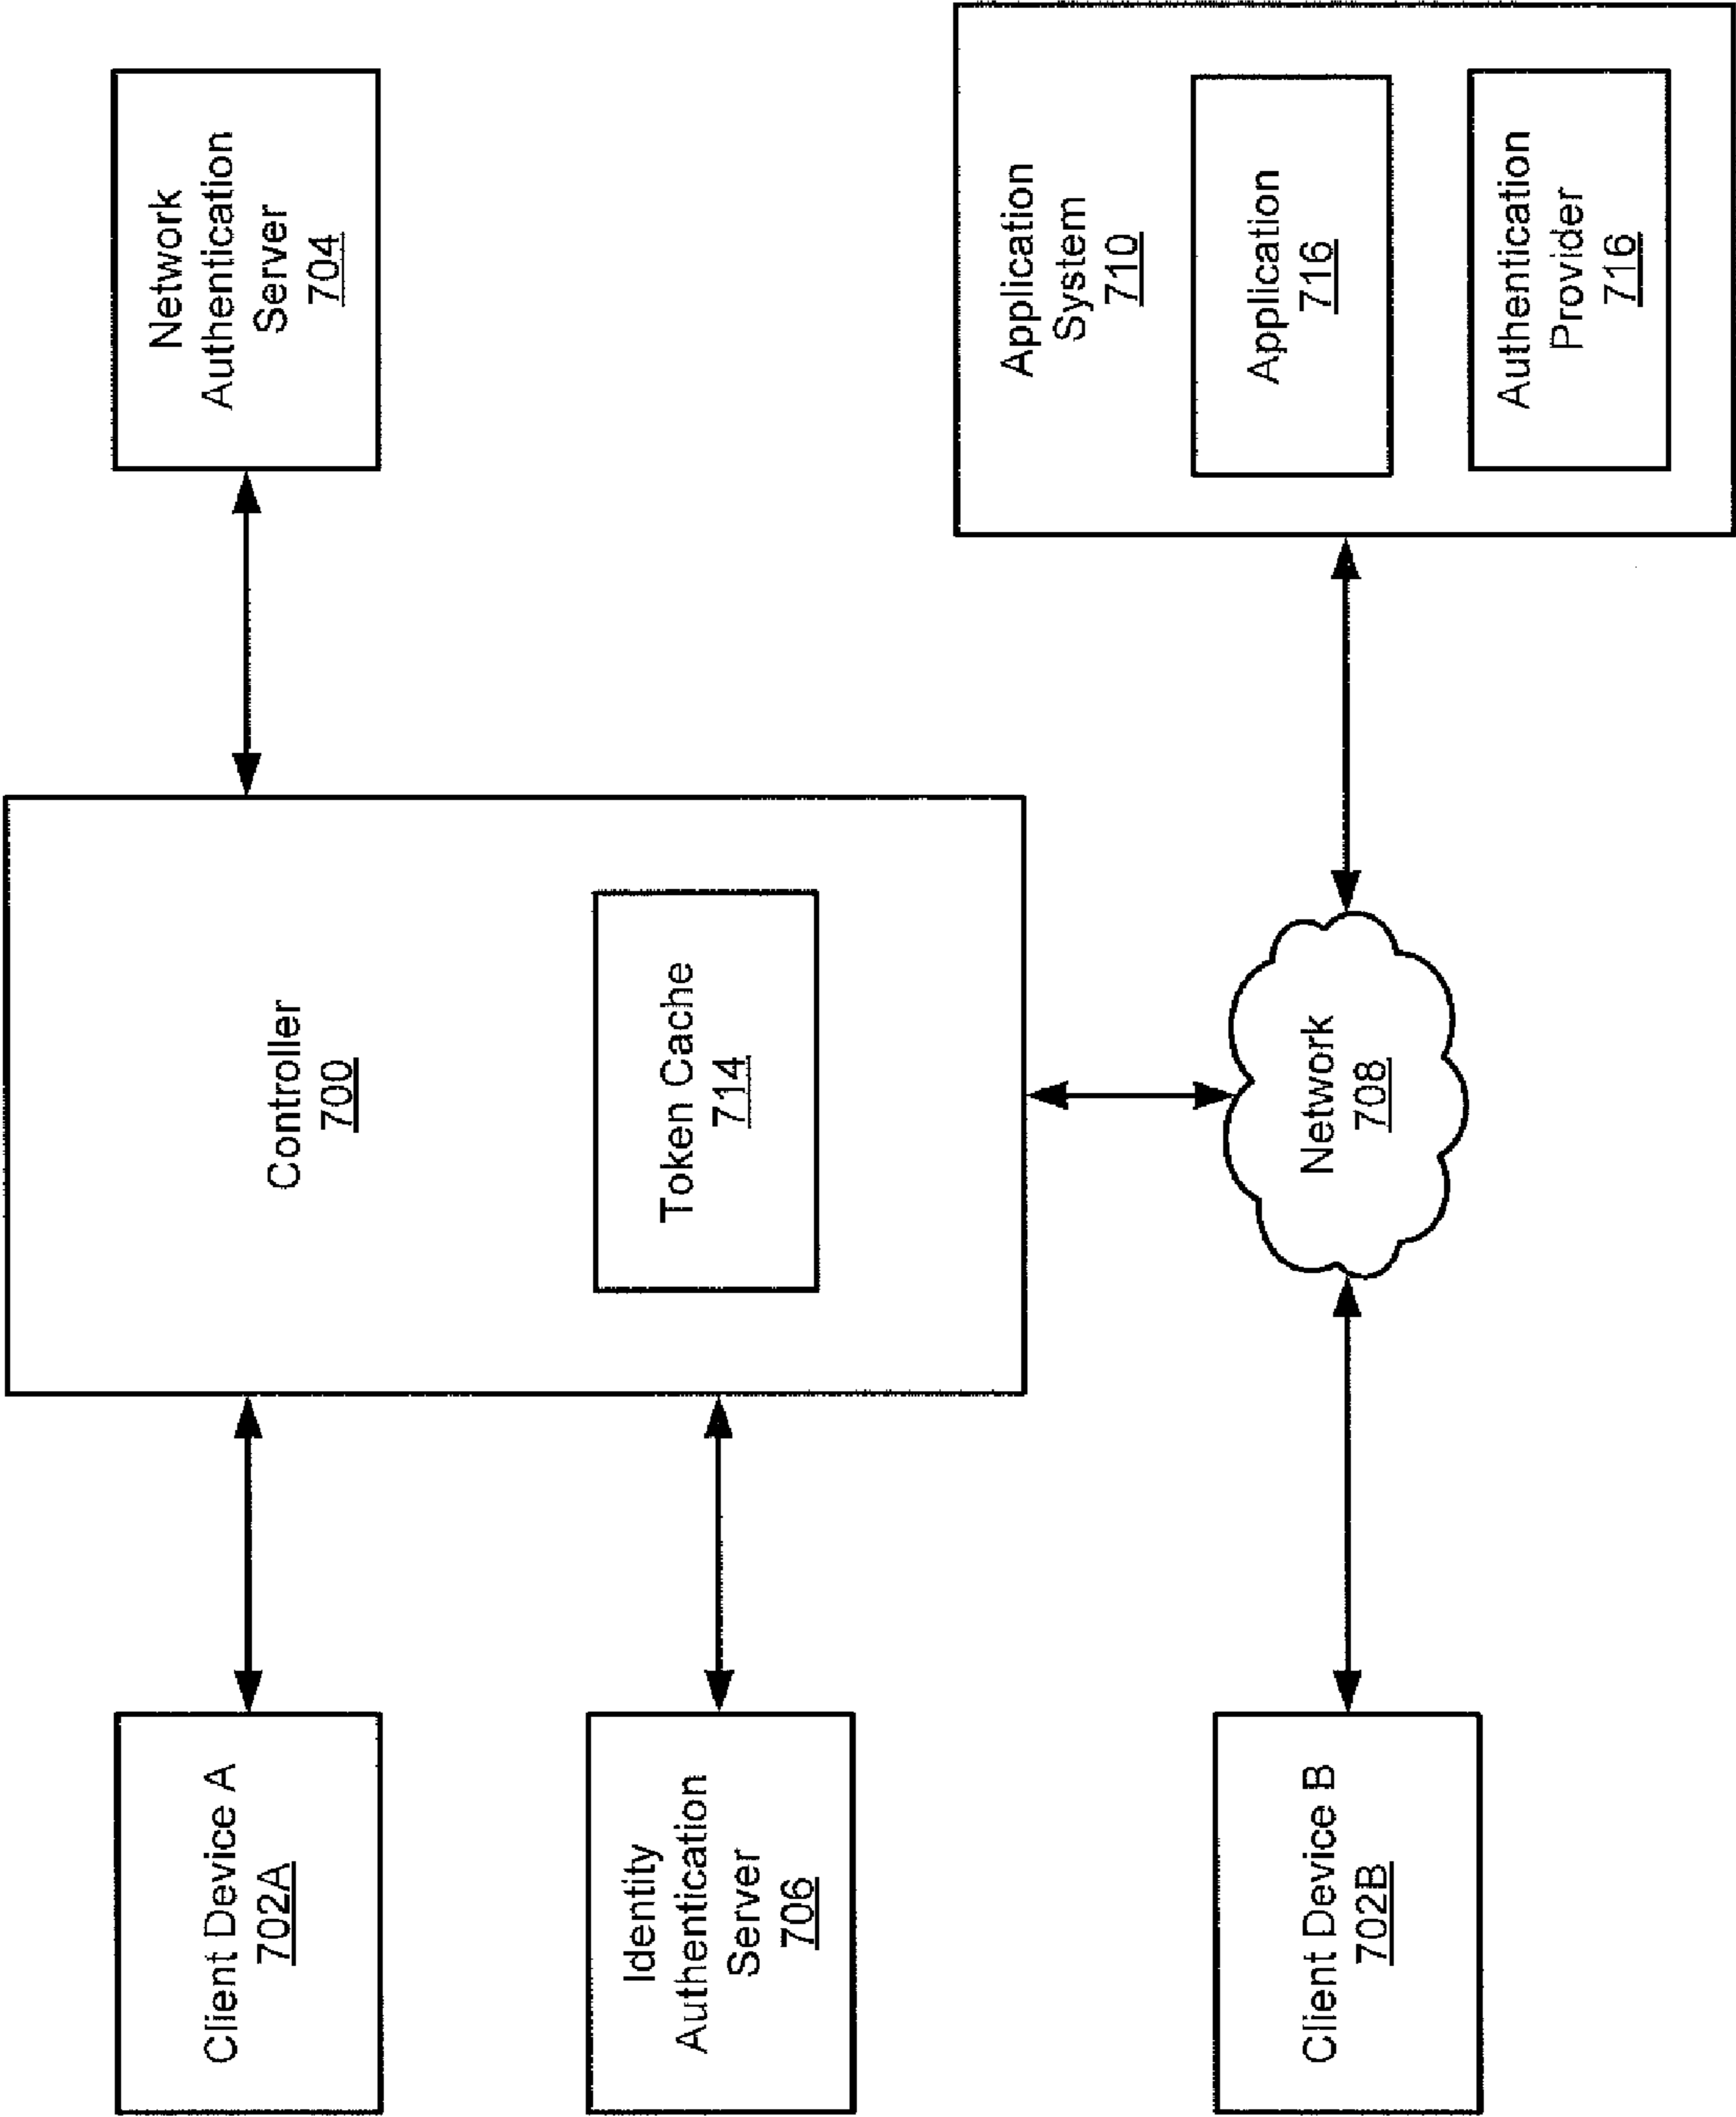 Client Device A
702A
Controller
700
Network
Authentication
Server
704
Identity
Authentication
Server
706
Token Cache
714
Client Device B
702B
Network
708
Application
System
710
Application
716
Authentication
Provider
716